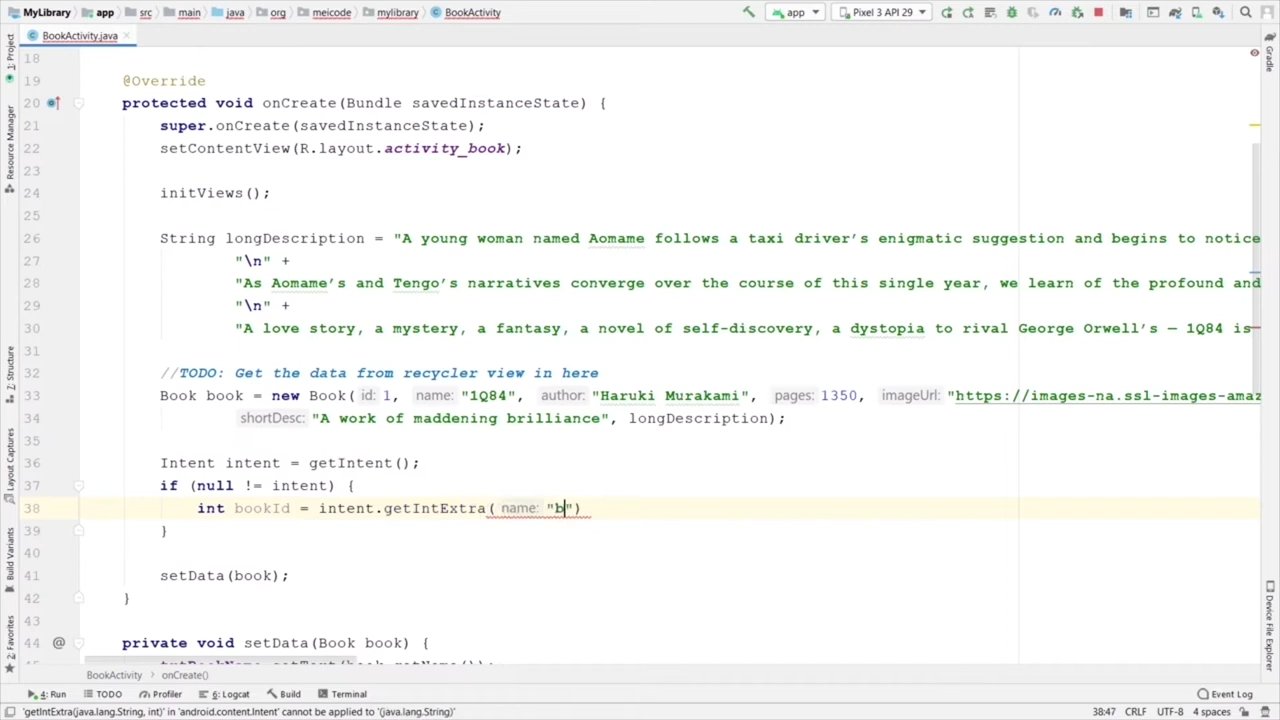 MyLibrary app src main java org meicode mylibrary BookActivity app Pixel 3 API 29
BookActivity.java
1: Project
Resource Manager
2: Structure
Layout Captures
Build Variants
2: Favorites
Gradle
Device File Explorer
18
19 @Override
20 protected void onCreate(Bundle savedInstanceState) {
21 super.onCreate(savedInstanceState);
22 setContentView(R.layout.activity_book);
23
24 initViews();
25
26 String longDescription = "A young woman named Aomame follows a taxi driver’s enigmatic suggestion and begins to notice
27 "\n" +
28 "As Aomame’s and Tengo’s narratives converge over the course of this single year, we learn of the profound and
29 "\n" +
30 "A love story, a mystery, a fantasy, a novel of self-discovery, a dystopia to rival George Orwell’s — 1Q84 is
31
32 //TODO: Get the data from recycler view in here
33 Book book = new Book( id: 1, name: "1Q84", author: "Haruki Murakami", pages: 1350, imageUrl: "https://images-na.ssl-images-amaz
34 shortDesc: "A work of maddening brilliance", longDescription);
35
36 Intent intent = getIntent();
37 if (null != intent) {
38 int bookId = intent.getIntExtra( name: "b")
39 }
40
41 setData(book);
42 }
43
44 @ private void setData(Book book) {
BookActivity onCreate()
4: Run TODO Profiler 6: Logcat Build Terminal Event Log
'getIntExtra(java.lang.String, int)' in 'android.content.Intent' cannot be applied to '(java.lang.String)' 38:47 CRLF UTF-8 4 spaces